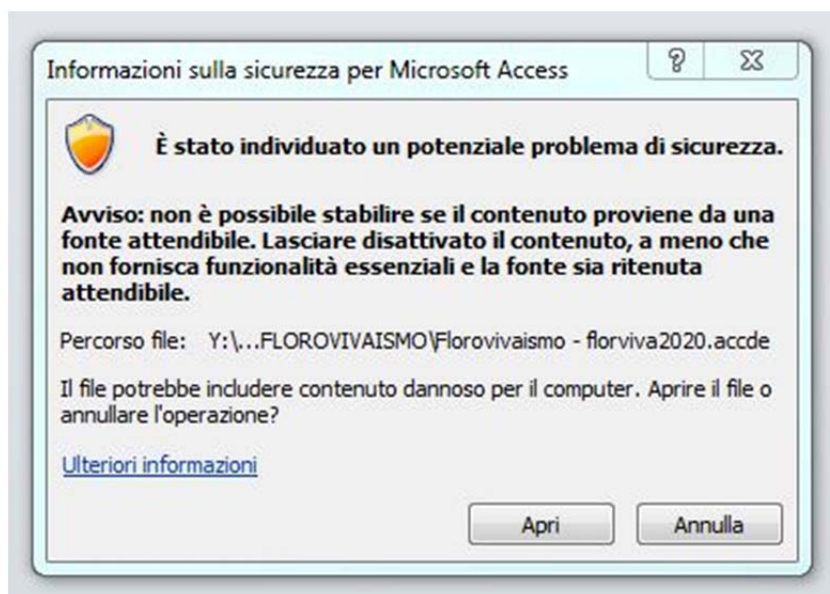 Informazioni sulla sicurezza per Microsoft Access
È stato individuato un potenziale problema di sicurezza.
Avviso: non è possibile stabilire se il contenuto proviene da una
fonte attendibile. Lasciare disattivato il contenuto, a meno che
non fornisca funzionalità essenziali e la fonte sia ritenuta
attendibile.
Percorso file: Y:\...FLOROVIVAISMO\Florovivaismo - florviva2020.accde
Il file potrebbe includere contenuto dannoso per il computer. Aprire il file o
annullare l'operazione?
Ulteriori informazioni
Apri Annulla